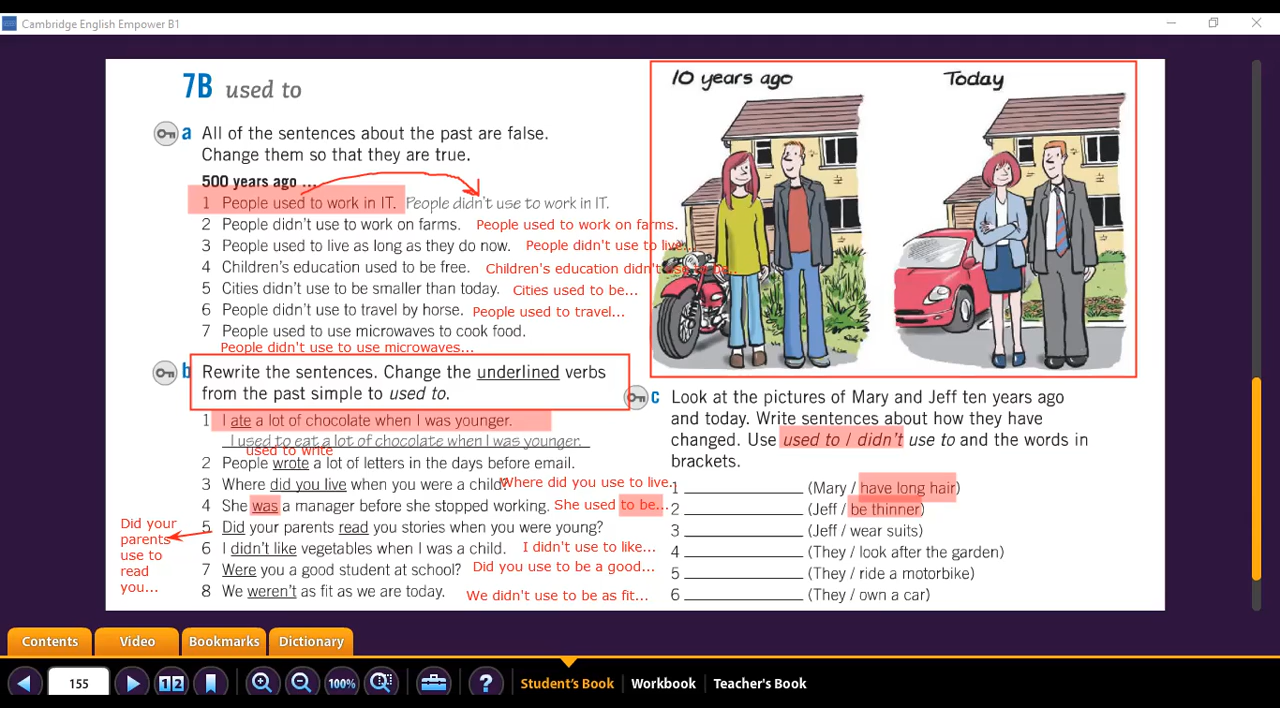 Cambridge English Empower B1
7B used to
a All of the sentences about the past are false.
Change them so that they are true.
500 years ago ...
1 People used to work in IT. People didn't use to work in IT.
2 People didn't use to work on farms. People used to work on farms.
3 People used to live as long as they do now. People didn't use to live...
4 Children's education used to be free. Children's education didn't use to be...
5 Cities didn't use to be smaller than today. Cities used to be...
6 People didn't use to travel by horse. People used to travel...
7 People used to use microwaves to cook food.
People didn't use to use microwaves...
b Rewrite the sentences. Change the underlined verbs
from the past simple to used to.
1 I ate a lot of chocolate when I was younger.
I used to eat a lot of chocolate when I was younger.
used to write
2 People wrote a lot of letters in the days before email.
3 Where did you live when you were a child? Where did you use to live..
4 She was a manager before she stopped working. She used to be...
5 Did your parents read you stories when you were young?
Did your
parents
use to
read
you...
6 I didn't like vegetables when I was a child. I didn't use to like...
7 Were you a good student at school? Did you use to be a good...
8 We weren't as fit as we are today. We didn't use to be as fit...
10 years ago
Today
c Look at the pictures of Mary and Jeff ten years ago
and today. Write sentences about how they have
changed. Use used to / didn't use to and the words in
brackets.
1 ____________ (Mary / have long hair)
2 ____________ (Jeff / be thinner)
3 ____________ (Jeff / wear suits)
4 ____________ (They / look after the garden)
5 ____________ (They / ride a motorbike)
6 ____________ (They / own a car)
Contents Video Bookmarks Dictionary
155 12 100% ? Student's Book Workbook Teacher's Book